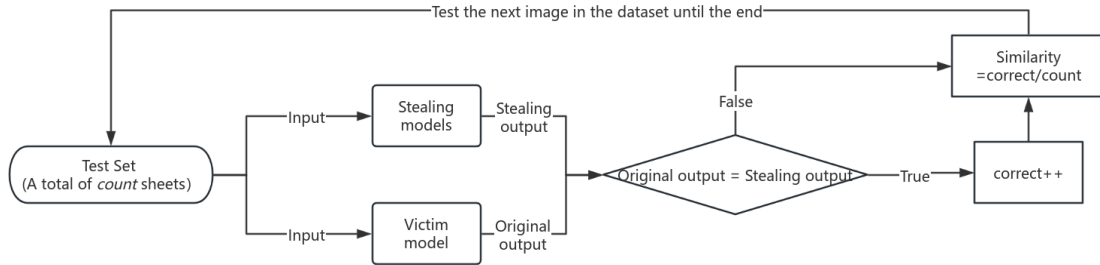 Test the next image in the dataset until the end
Similarity
=correct/count
False
Input
Stealing
models
Stealing
output
Test Set
(A total of count sheets)
Original output = Stealing output
True
correct++
Input
Victim
model
Original
output